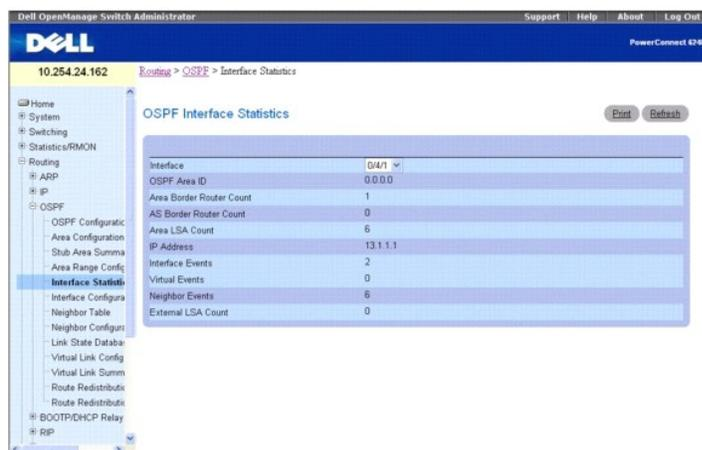 Dell OpenManage Switch Administrator
Support Help About Log Out
DELL
PowerConnect 624
10.254.24.162
Routing > OSPF > Interface Statistics
Home
System
Switching
Statistics/RMON
Routing
ARP
IP
OSPF
OSPF Configuratic
Area Configuration
Stub Area Summa
Area Range Config
Interface Statisti
Interface Configura
Neighbor Table
Neighbor Configura
Link State Databa
Virtual Link Config
Virtual Link Summ
Route Redistributic
Route Redistributic
BOOTP/DHCP Relay
RIP
OSPF Interface Statistics
Print Refresh
Interface 0/4/1
OSPF Area ID 0.0.0.0
Area Border Router Count 1
AS Border Router Count 0
Area LSA Count 6
IP Address 13.1.1.1
Interface Events 2
Virtual Events 0
Neighbor Events 6
External LSA Count 0